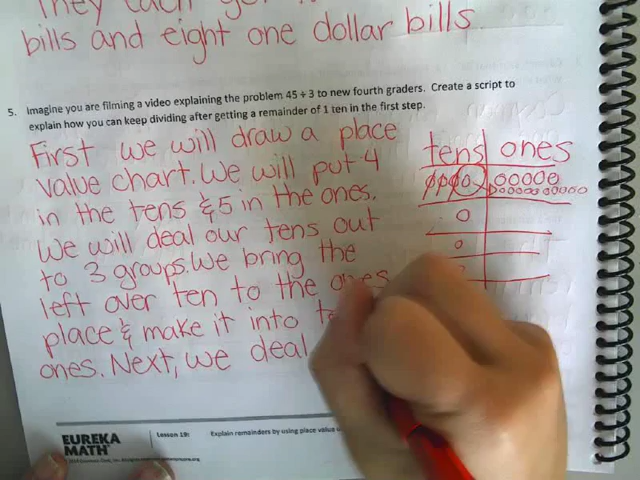 They each get
bills and eight one dollar bills.
5. Imagine you are filming a video explaining the problem 45 ÷ 3 to new fourth graders. Create a script to
explain how you can keep dividing after getting a remainder of 1 ten in the first step.
First we will draw a place
value chart. We will put 4
in the tens & 5 in the ones.
We will deal our tens out
to 3 groups. We bring the
left over ten to the ones
place & make it into
ones. Next, we deal
tens ones
EUREKA
MATH
Lesson 19:
Explain remainders by using place value